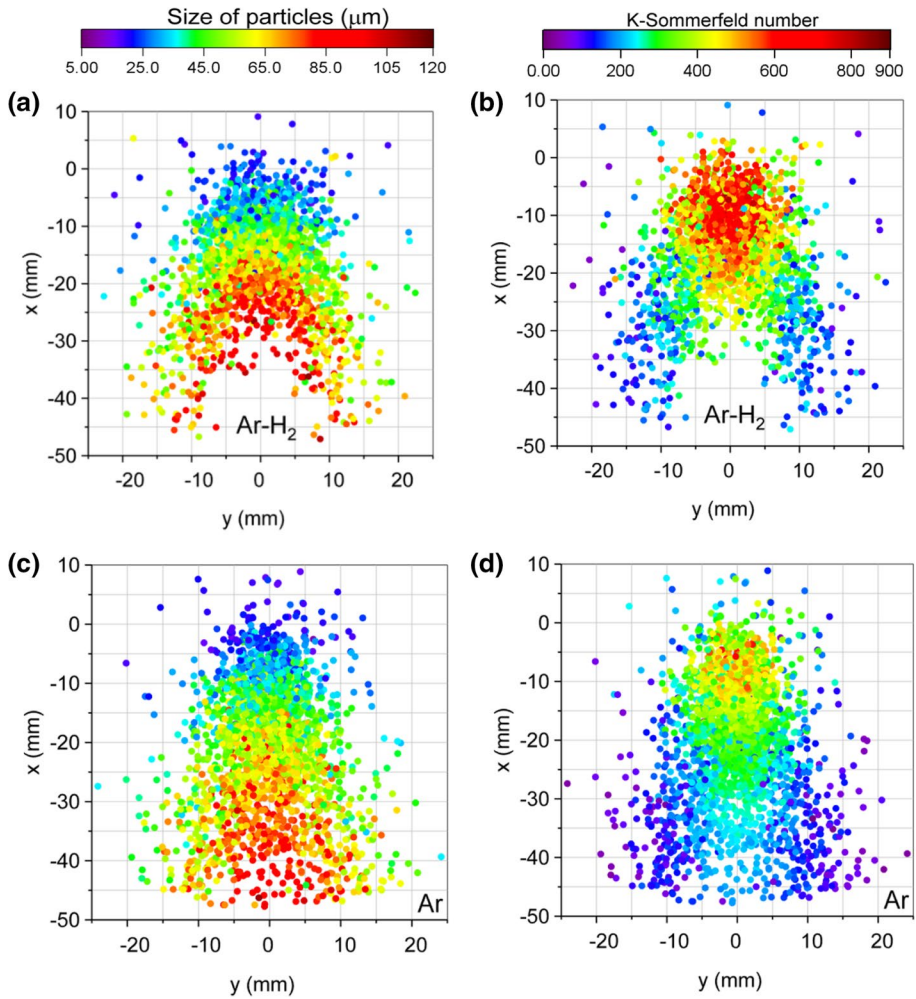 Size of particles (μm)
5.00 25.0 45.0 65.0 85.0 105 120
K-Sommerfeld number
0.00 200 400 600 800 900
(a)
10
0
-10
-20
-30
-40
-50
x (mm)
Ar-H₂
-20 -10 0 10 20
y (mm)
(b)
10
0
-10
-20
-30
-40
-50
x (mm)
Ar-H₂
-20 -10 0 10 20
y (mm)
(c)
10
0
-10
-20
-30
-40
-50
x (mm)
Ar
-20 -10 0 10 20
y (mm)
(d)
10
0
-10
-20
-30
-40
-50
x (mm)
Ar
-20 -10 0 10 20
y (mm)